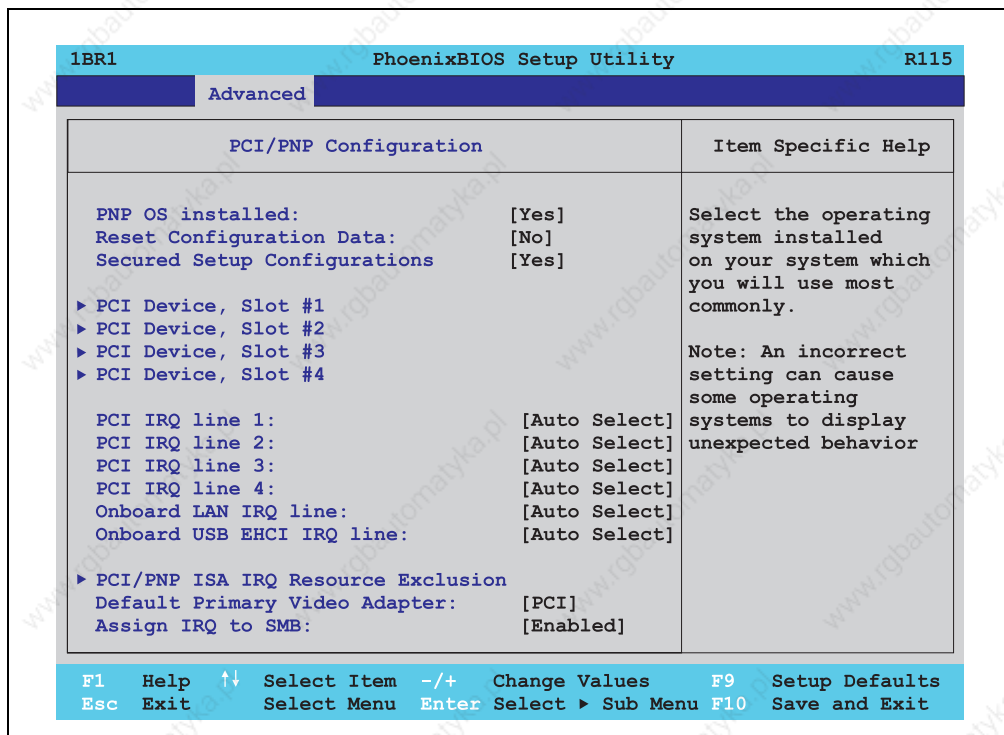 1BR1 PhoenixBIOS Setup Utility R115
Advanced
PCI/PNP Configuration
Item Specific Help
PNP OS installed: [Yes]
Reset Configuration Data: [No]
Secured Setup Configurations [Yes]
▶ PCI Device, Slot #1
▶ PCI Device, Slot #2
▶ PCI Device, Slot #3
▶ PCI Device, Slot #4
PCI IRQ line 1: [Auto Select]
PCI IRQ line 2: [Auto Select]
PCI IRQ line 3: [Auto Select]
PCI IRQ line 4: [Auto Select]
Onboard LAN IRQ line: [Auto Select]
Onboard USB EHCI IRQ line: [Auto Select]
▶ PCI/PNP ISA IRQ Resource Exclusion
Default Primary Video Adapter: [PCI]
Assign IRQ to SMB: [Enabled]
Select the operating
system installed
on your system which
you will use most
commonly.
Note: An incorrect
setting can cause
some operating
systems to display
unexpected behavior
F1 Help ↑↓ Select Item -/+ Change Values F9 Setup Defaults
Esc Exit Select Menu Enter Select ▶ Sub Menu F10 Save and Exit
www.rgbautomatyka.pl